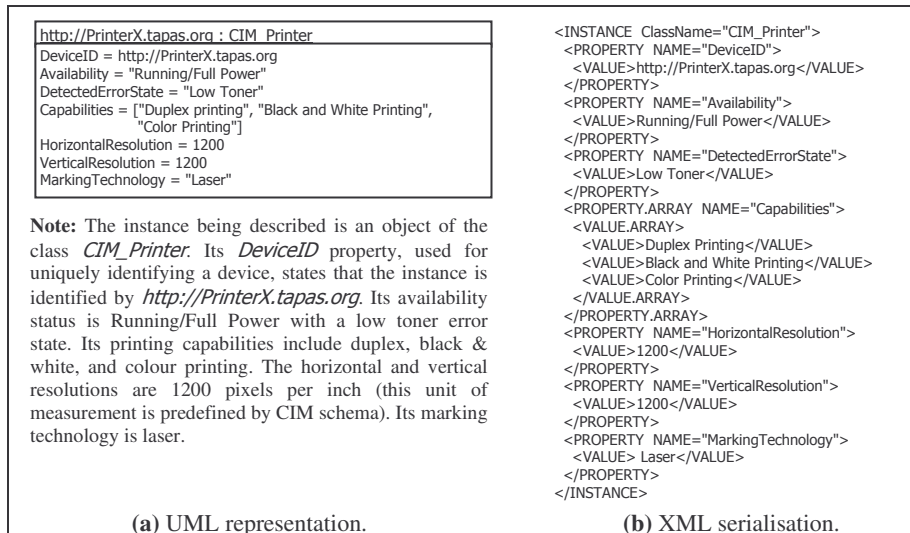 http://PrinterX.tapas.org : CIM_Printer
DeviceID = http://PrinterX.tapas.org
Availability = "Running/Full Power"
DetectedErrorState = "Low Toner"
Capabilities = ["Duplex printing", "Black and White Printing",
"Color Printing"]
HorizontalResolution = 1200
VerticalResolution = 1200
MarkingTechnology = "Laser"
Note: The instance being described is an object of the
class CIM_Printer. Its DeviceID property, used for
uniquely identifying a device, states that the instance is
identified by http://PrinterX.tapas.org. Its availability
status is Running/Full Power with a low toner error
state. Its printing capabilities include duplex, black &
white, and colour printing. The horizontal and vertical
resolutions are 1200 pixels per inch (this unit of
measurement is predefined by CIM schema). Its marking
technology is laser.
(a) UML representation.
<INSTANCE ClassName="CIM_Printer">
<PROPERTY NAME="DeviceID">
<VALUE>http://PrinterX.tapas.org</VALUE>
</PROPERTY>
<PROPERTY NAME="Availability">
<VALUE>Running/Full Power</VALUE>
</PROPERTY>
<PROPERTY NAME="DetectedErrorState">
<VALUE>Low Toner</VALUE>
</PROPERTY>
<PROPERTY.ARRAY NAME="Capabilities">
<VALUE.ARRAY>
<VALUE>Duplex Printing</VALUE>
<VALUE>Black and White Printing</VALUE>
<VALUE>Color Printing</VALUE>
</VALUE.ARRAY>
</PROPERTY.ARRAY>
<PROPERTY NAME="HorizontalResolution">
<VALUE>1200</VALUE>
</PROPERTY>
<PROPERTY NAME="VerticalResolution">
<VALUE>1200</VALUE>
</PROPERTY>
<PROPERTY NAME="MarkingTechnology">
<VALUE> Laser</VALUE>
</PROPERTY>
</INSTANCE>
(b) XML serialisation.